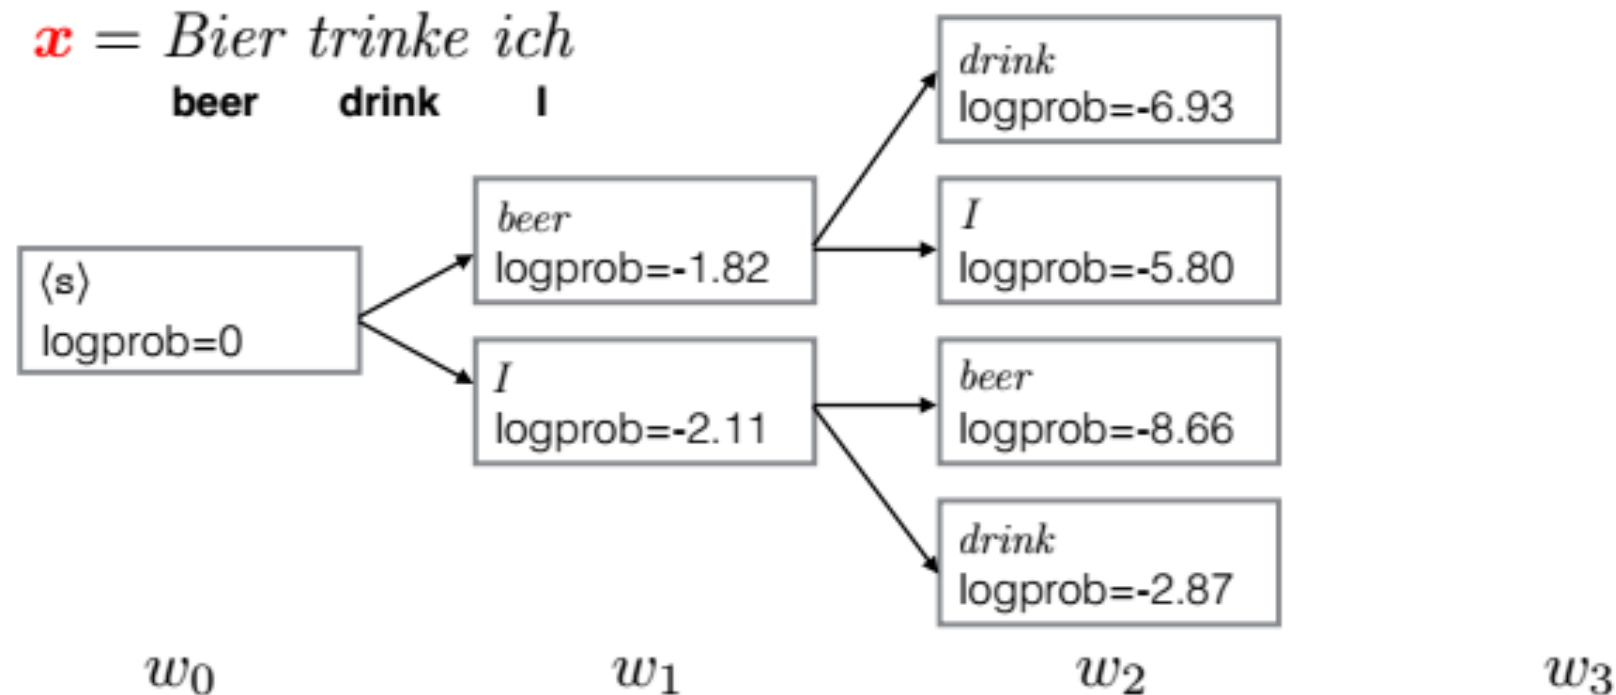 x = Bier trinke ich
beer drink I
⟨s⟩
logprob=0
beer
logprob=-1.82
I
logprob=-2.11
drink
logprob=-6.93
I
logprob=-5.80
beer
logprob=-8.66
drink
logprob=-2.87
w₀ w₁ w₂ w₃